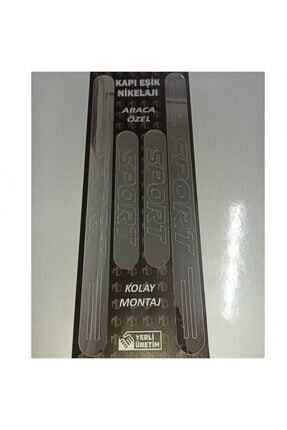 KAPI EŞİK
NİKELAJI
ARACA
ÖZEL
SPORT
SPORT
SPORT
SPORT
KOLAY
MONTAJ
YERLİ
ÜRETİM